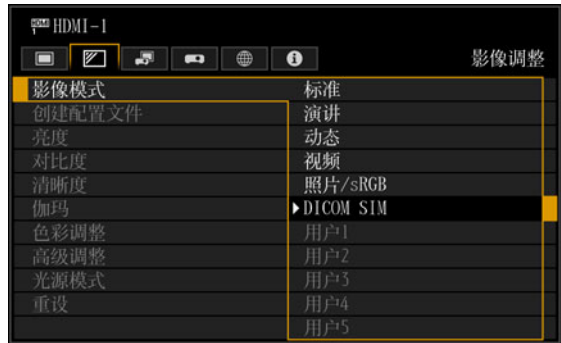 HDMI HDMI-1
影像调整
影像模式
创建配置文件
亮度
对比度
清晰度
伽玛
色彩调整
高级调整
光源模式
重设
标准
演讲
动态
视频
照片/sRGB
▶DICOM SIM
用户1
用户2
用户3
用户4
用户5